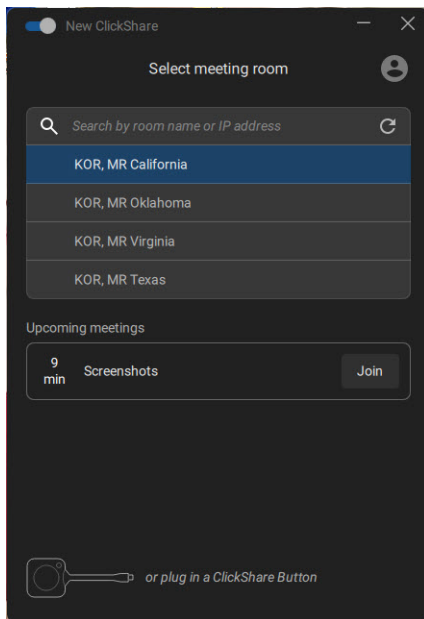 New ClickShare
Select meeting room
Search by room name or IP address
KOR, MR California
KOR, MR Oklahoma
KOR, MR Virginia
KOR, MR Texas
Upcoming meetings
9
min
Screenshots
Join
or plug in a ClickShare Button